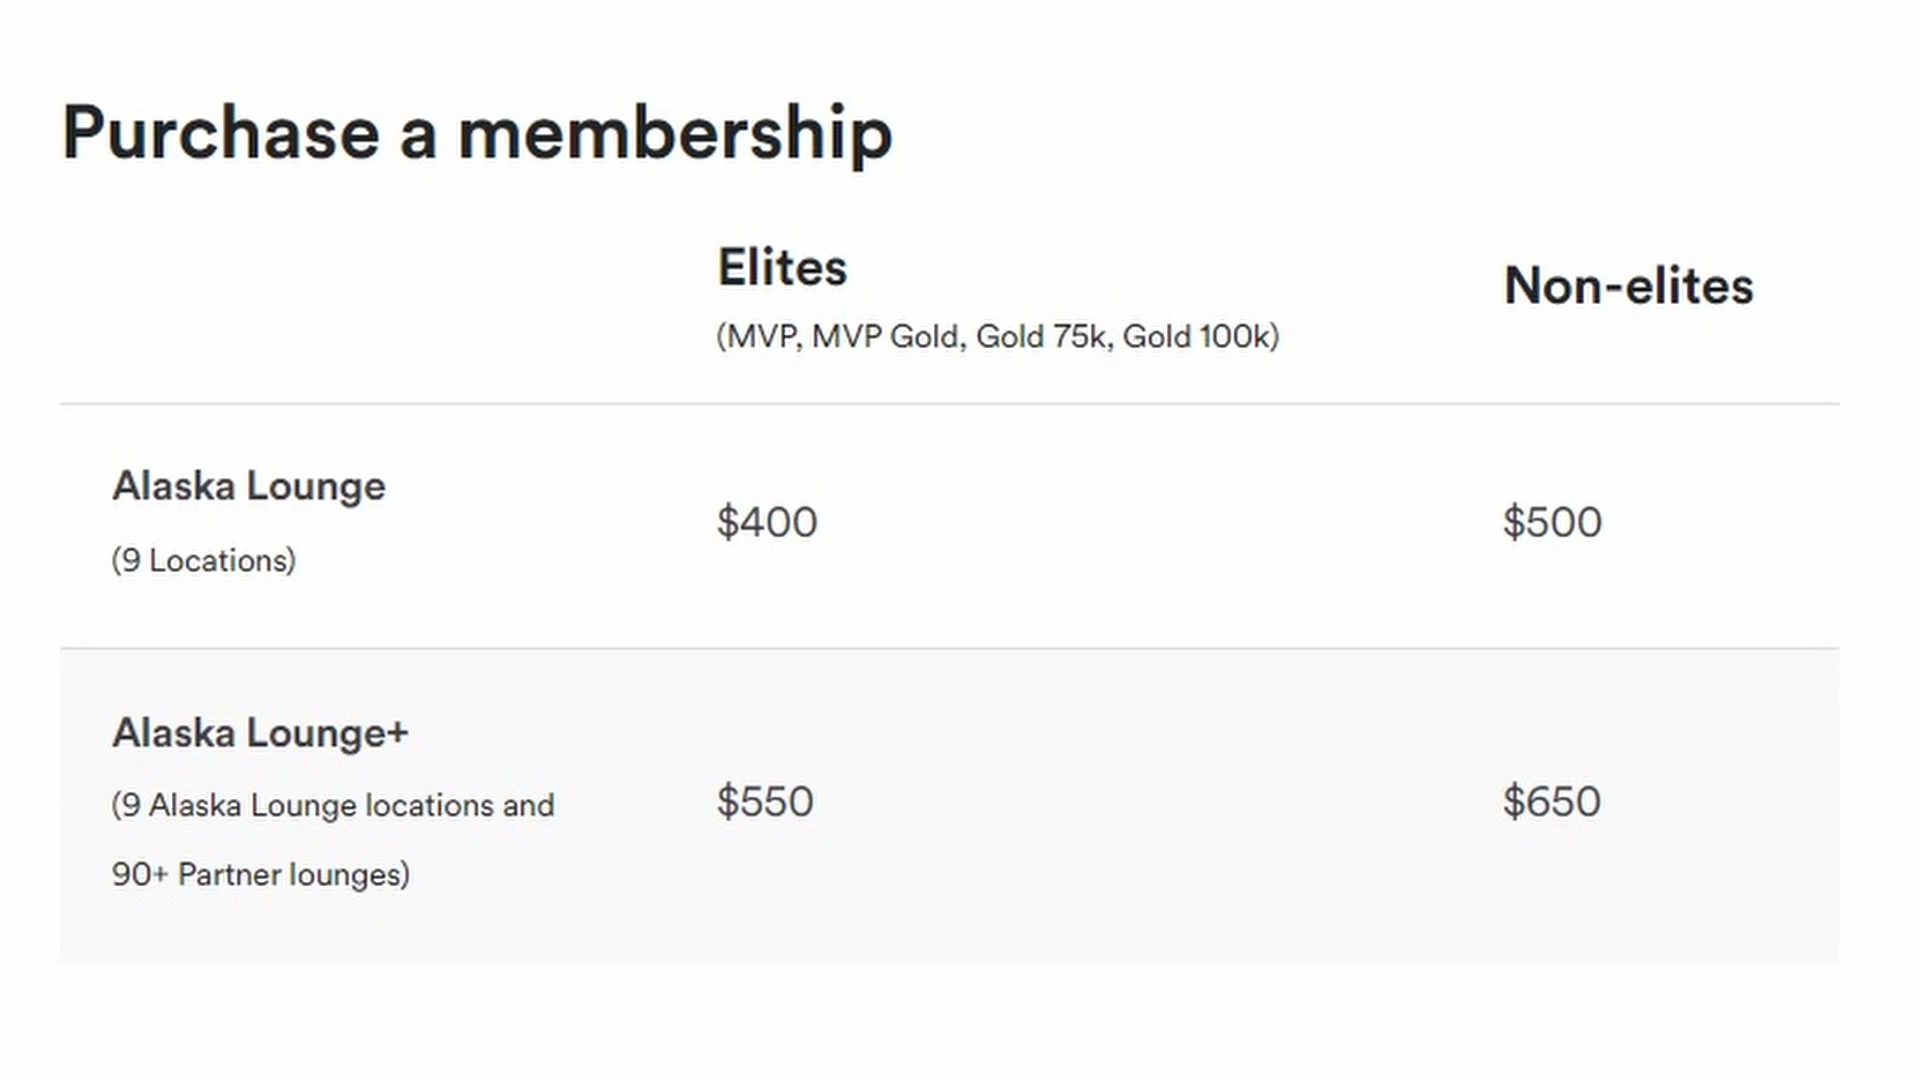 Purchase a membership
Elites
Non-elites
(MVP, MVP Gold, Gold 75k, Gold 100k)
Alaska Lounge
(9 Locations)
$400
$500
Alaska Lounge+
(9 Alaska Lounge locations and
90+ Partner lounges)
$550
$650